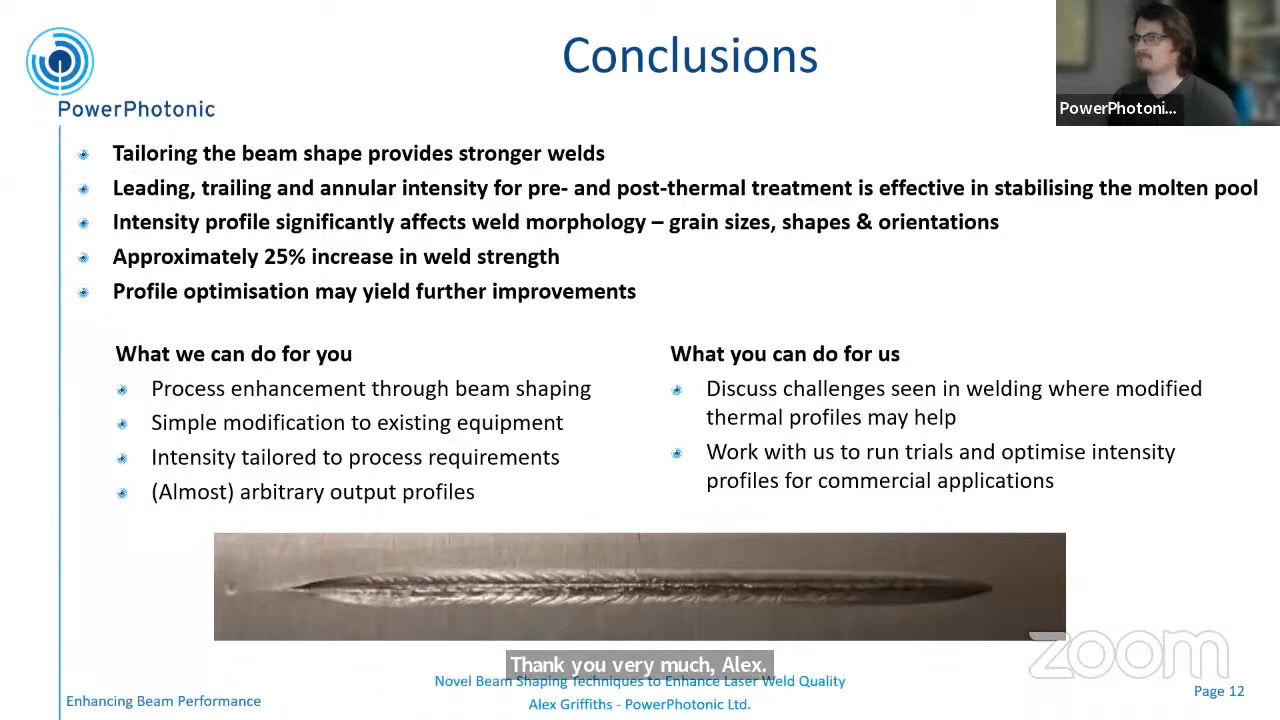 Conclusions
PowerPhotonic
PowerPhotoni...
Tailoring the beam shape provides stronger welds
Leading, trailing and annular intensity for pre- and post-thermal treatment is effective in stabilising the molten pool
Intensity profile significantly affects weld morphology – grain sizes, shapes & orientations
Approximately 25% increase in weld strength
Profile optimisation may yield further improvements
What we can do for you
Process enhancement through beam shaping
Simple modification to existing equipment
Intensity tailored to process requirements
(Almost) arbitrary output profiles
What you can do for us
Discuss challenges seen in welding where modified
thermal profiles may help
Work with us to run trials and optimise intensity
profiles for commercial applications
zoom
Thank you very much, Alex.
Novel Beam Shaping Techniques to Enhance Laser Weld Quality
Alex Griffiths - PowerPhotonic Ltd.
Enhancing Beam Performance
Page 12